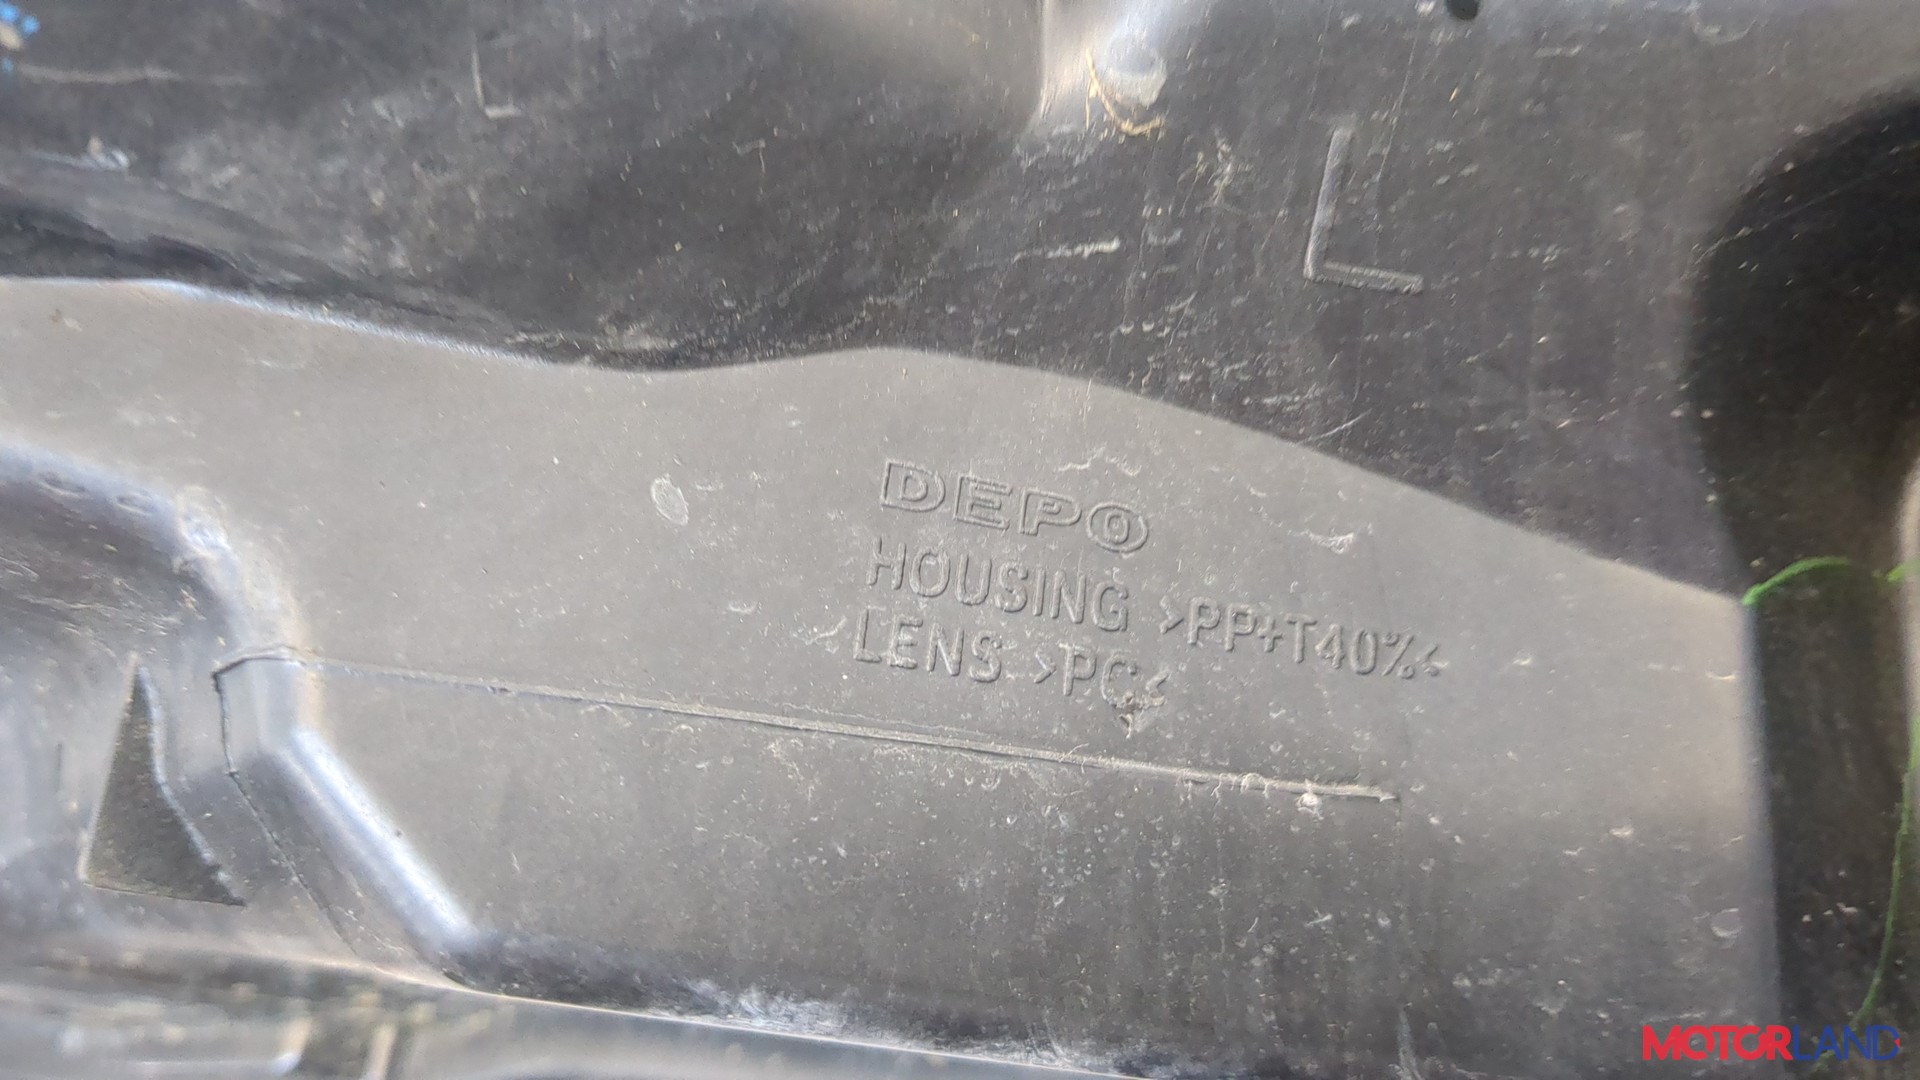 L
L
DEPO
HOUSING >PP+T40%<
LENS >PC<
MOTORLAND